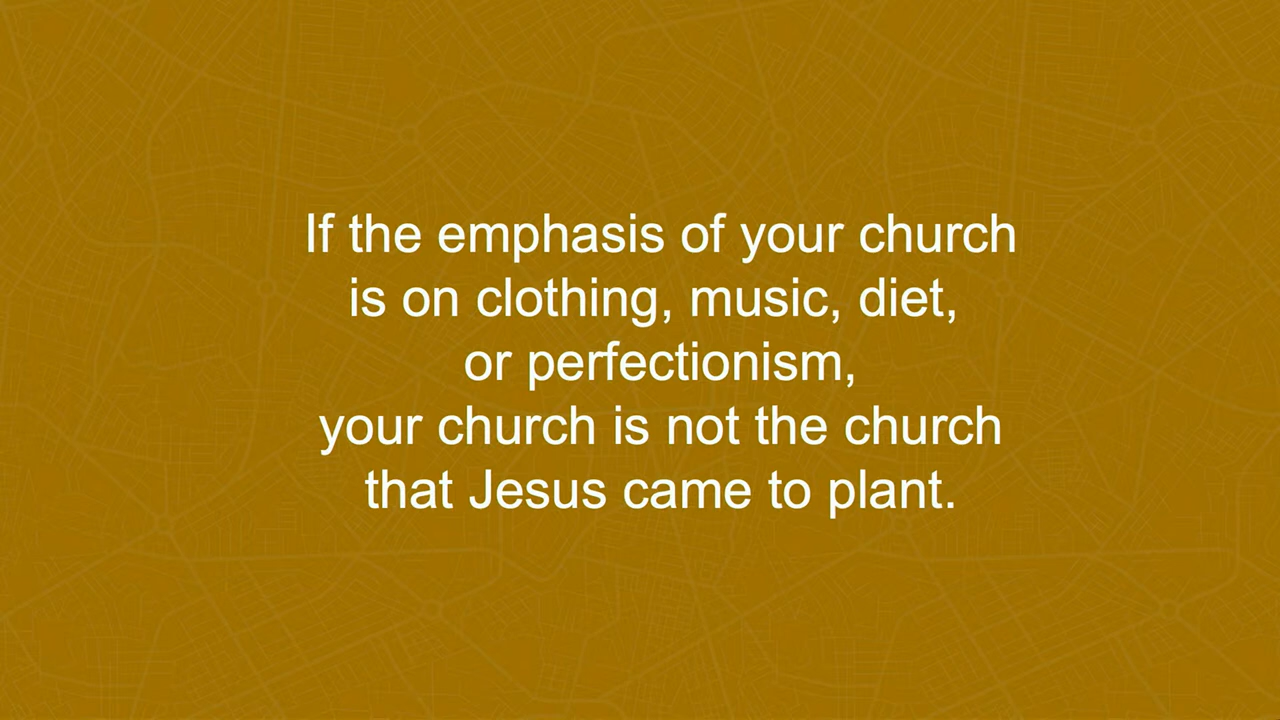 If the emphasis of your church
is on clothing, music, diet,
or perfectionism,
your church is not the church
that Jesus came to plant.